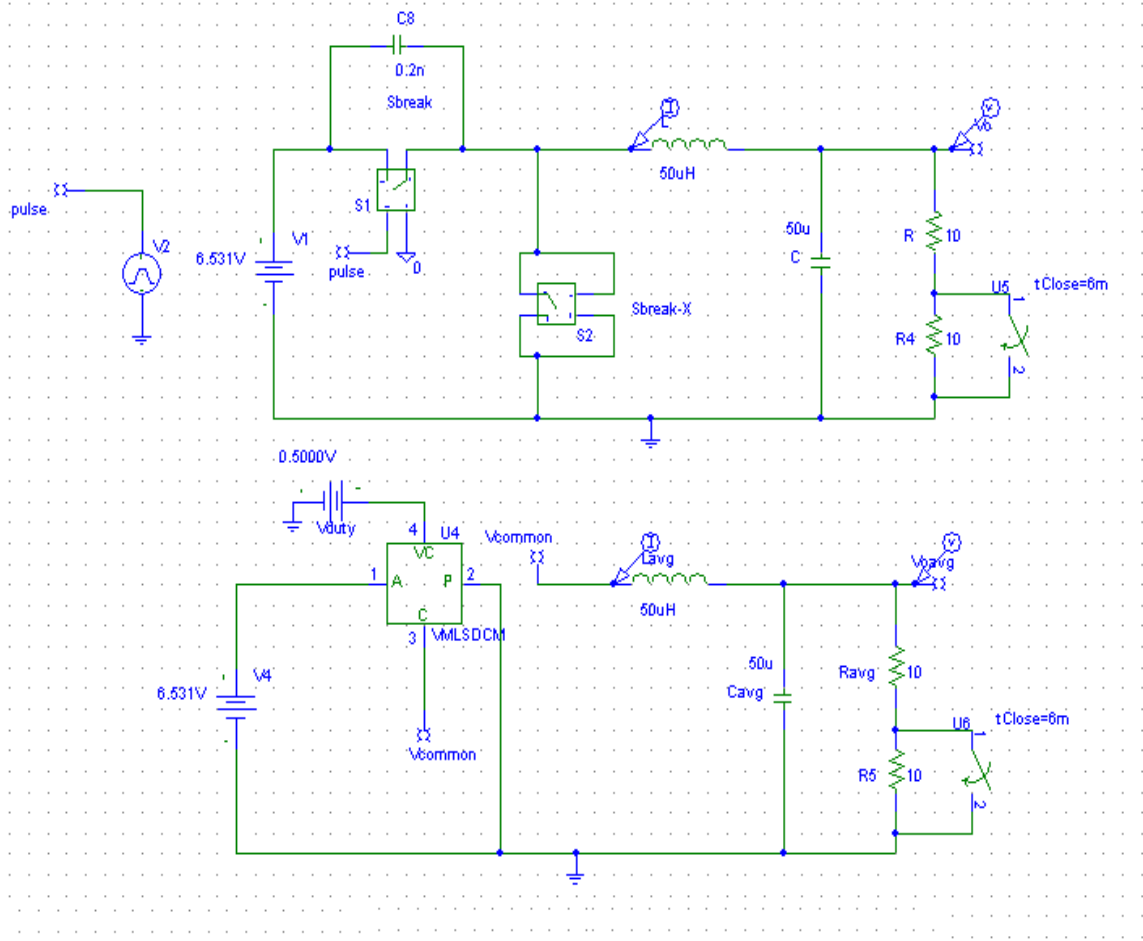 C8
0.2n
Sbreak
I
L
V
Vo
50uH
pulse
S1
V2
6.531V
V1
pulse
0
50u
C
R
10
U5
tClose=6m
1
Sbreak-X
S2
R4
10
2
0.5000V
Vduty
4
U4
VC
Vcommon
I
Lavg
V
Voavg
1
A
P
2
50uH
C
3
VMLSDCM
50u
Cavg
Ravg
10
6.531V
V4
U6
tClose=6m
1
Vcommon
R5
10
2